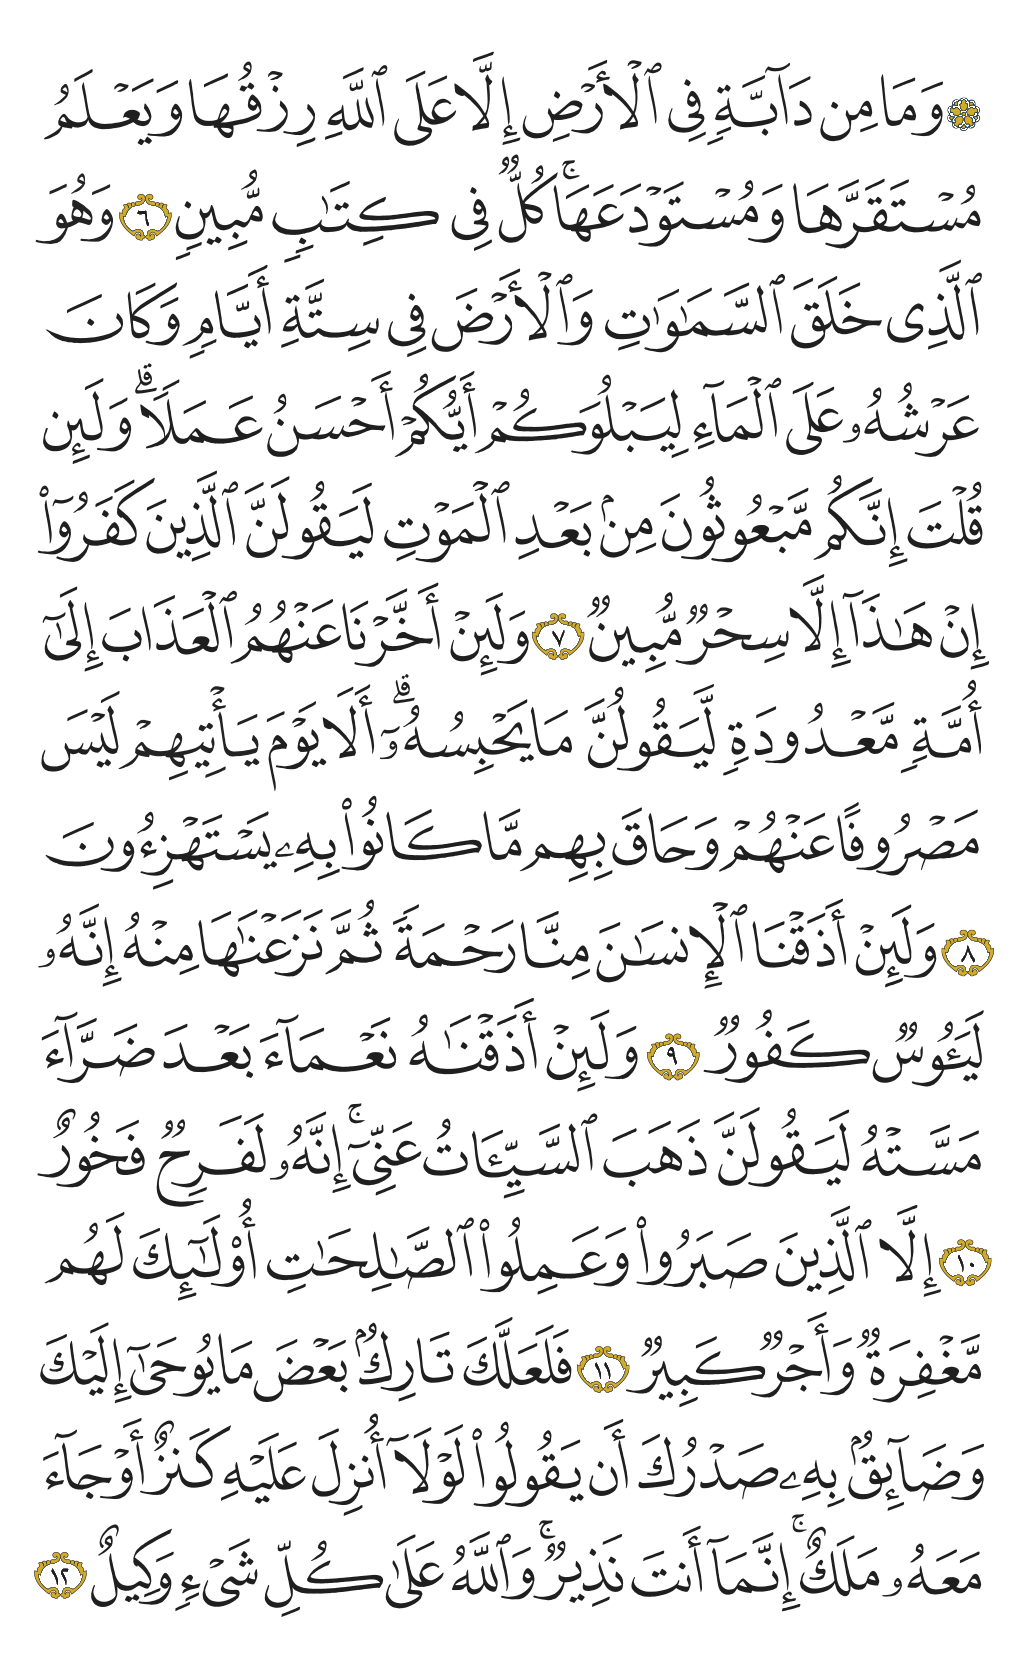 ۞ وَمَا مِن دَآبَّةٖ فِي ٱلۡأَرۡضِ إِلَّا عَلَى ٱللَّهِ رِزۡقُهَا وَيَعۡلَمُ
مُسۡتَقَرَّهَا وَمُسۡتَوۡدَعَهَاۚ كُلّٞ فِي كِتَٰبٖ مُّبِينٖ ٦ وَهُوَ
ٱلَّذِي خَلَقَ ٱلسَّمَٰوَٰتِ وَٱلۡأَرۡضَ فِي سِتَّةِ أَيَّامٖ وَكَانَ
عَرۡشُهُۥ عَلَى ٱلۡمَآءِ لِيَبۡلُوَكُمۡ أَيُّكُمۡ أَحۡسَنُ عَمَلٗاۗ وَلَئِن
قُلۡتَ إِنَّكُم مَّبۡعُوثُونَ مِنۢ بَعۡدِ ٱلۡمَوۡتِ لَيَقُولَنَّ ٱلَّذِينَ كَفَرُوٓاْ
إِنۡ هَٰذَآ إِلَّا سِحۡرٞ مُّبِينٞ ٧ وَلَئِنۡ أَخَّرۡنَا عَنۡهُمُ ٱلۡعَذَابَ إِلَىٰٓ
أُمَّةٖ مَّعۡدُودَةٖ لَّيَقُولُنَّ مَا يَحۡبِسُهُۥٓۗ أَلَا يَوۡمَ يَأۡتِيهِمۡ لَيۡسَ
مَصۡرُوفًا عَنۡهُمۡ وَحَاقَ بِهِم مَّا كَانُواْ بِهِۦ يَسۡتَهۡزِءُونَ
٨ وَلَئِنۡ أَذَقۡنَا ٱلۡإِنسَٰنَ مِنَّا رَحۡمَةٗ ثُمَّ نَزَعۡنَٰهَا مِنۡهُ إِنَّهُۥ
لَيَـُٔوسٞ كَفُورٞ ٩ وَلَئِنۡ أَذَقۡنَٰهُ نَعۡمَآءَ بَعۡدَ ضَرَّآءَ
مَسَّتۡهُ لَيَقُولَنَّ ذَهَبَ ٱلسَّيِّـَٔاتُ عَنِّيٓۚ إِنَّهُۥ لَفَرِحٞ فَخُورٌ
١٠ إِلَّا ٱلَّذِينَ صَبَرُواْ وَعَمِلُواْ ٱلصَّٰلِحَٰتِ أُوْلَٰٓئِكَ لَهُم
مَّغۡفِرَةٞ وَأَجۡرٞ كَبِيرٞ ١١ فَلَعَلَّكَ تَارِكُۢ بَعۡضَ مَا يُوحَىٰٓ إِلَيۡكَ
وَضَآئِقُۢ بِهِۦ صَدۡرُكَ أَن يَقُولُواْ لَوۡلَآ أُنزِلَ عَلَيۡهِ كَنزٌ أَوۡ جَآءَ
مَعَهُۥ مَلَكٌۚ إِنَّمَآ أَنتَ نَذِيرٞۚ وَٱللَّهُ عَلَىٰ كُلِّ شَيۡءٖ وَكِيلٌ ١٢